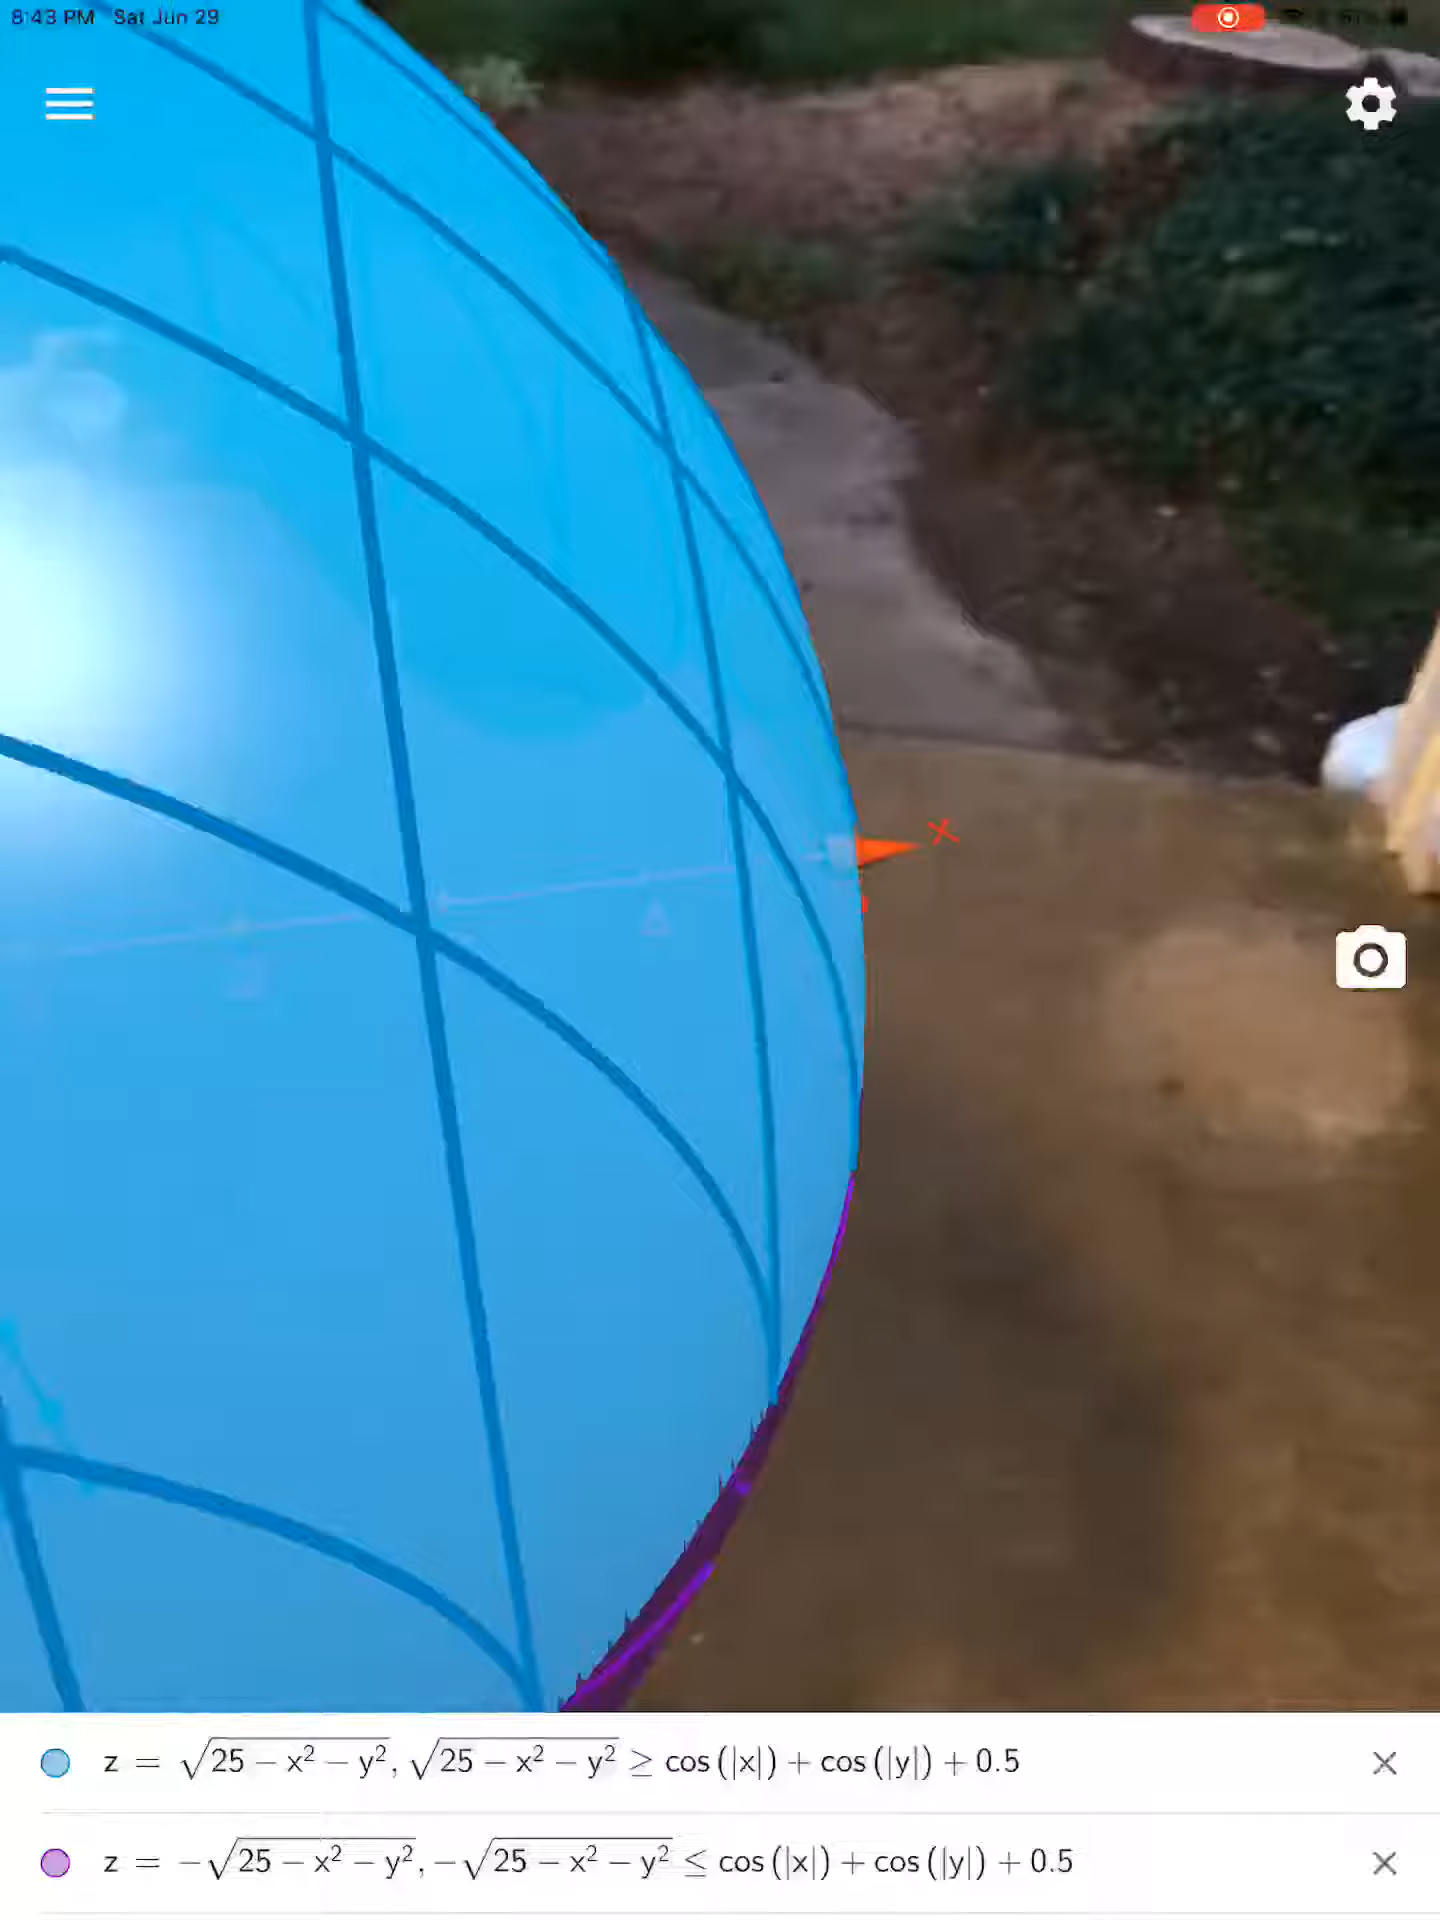 8:43 PM Sat Jun 29
x
z = √(25 − x² − y²), √(25 − x² − y²) ≥ cos (|x|) + cos (|y|) + 0.5
z = −√(25 − x² − y²), −√(25 − x² − y²) ≤ cos (|x|) + cos (|y|) + 0.5